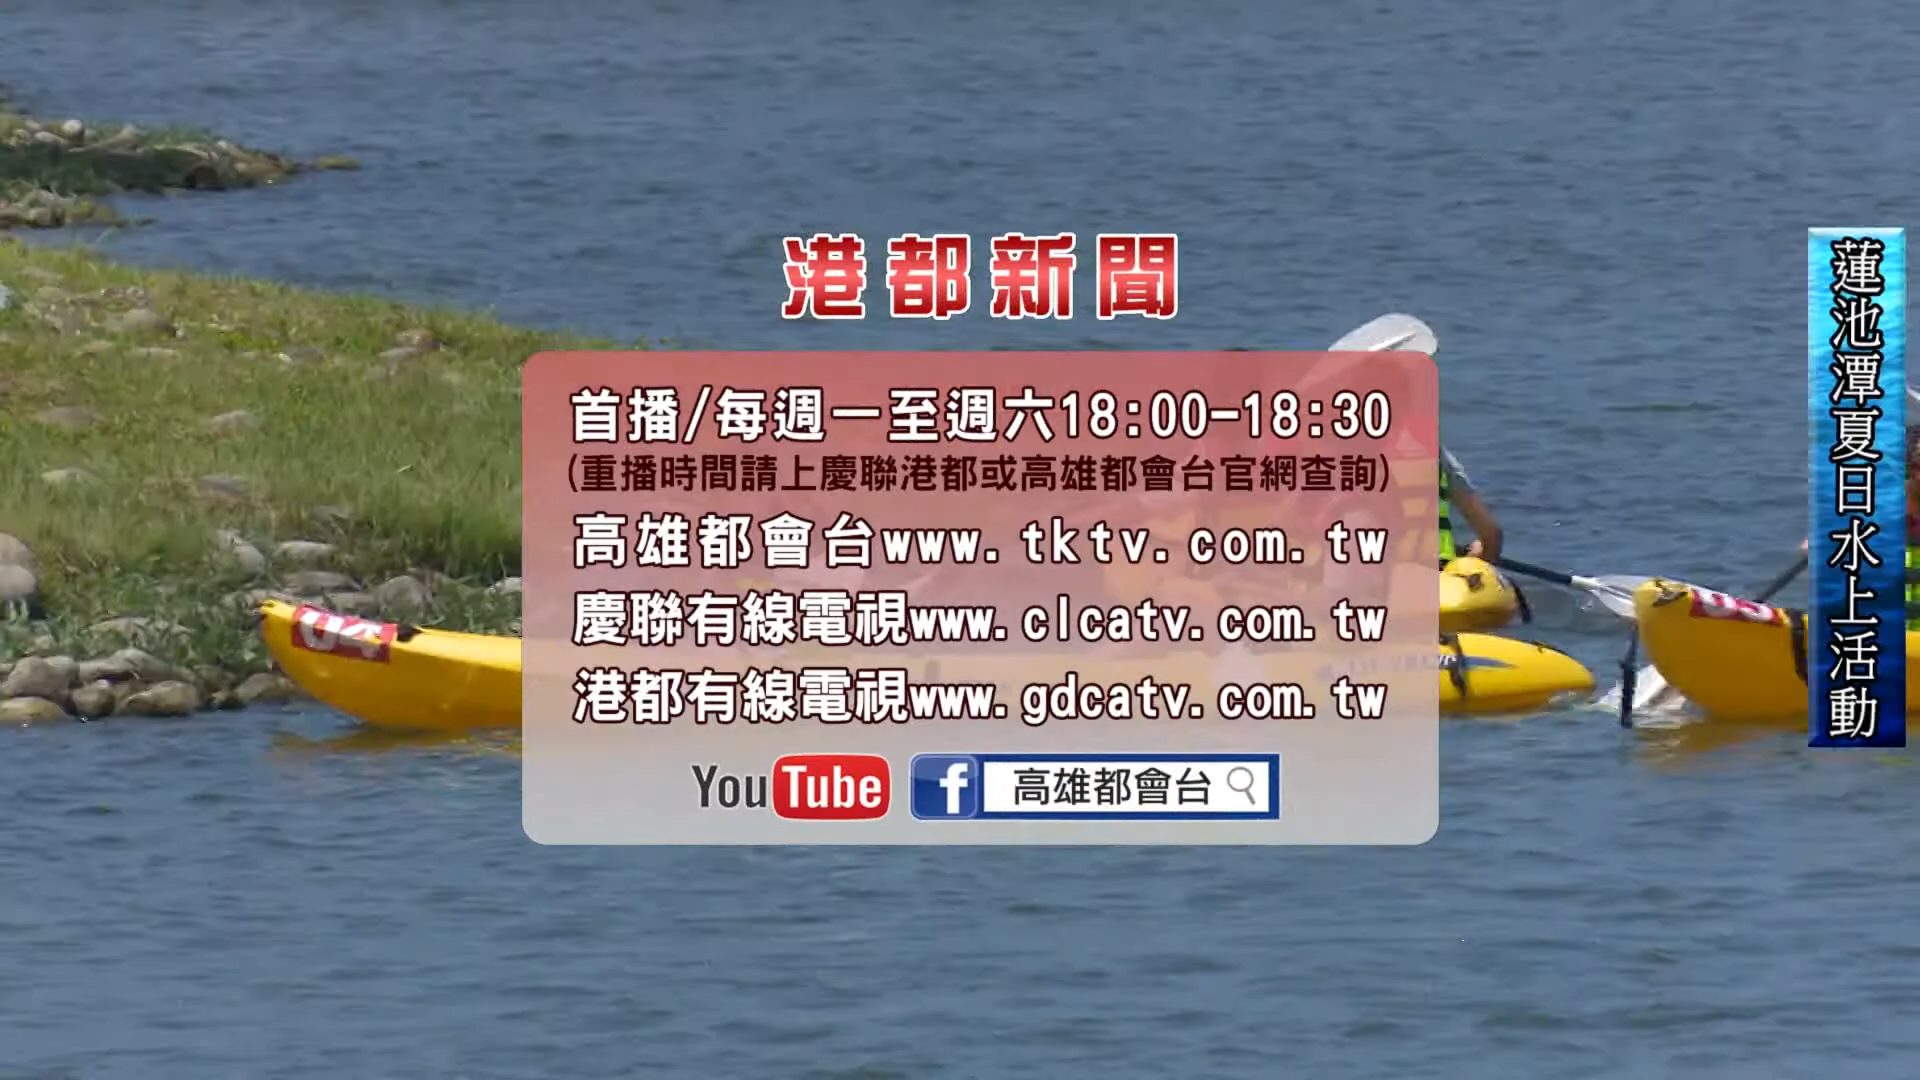 港都新聞
首播/每週一至週六18:00-18:30
(重播時間請上慶聯港都或高雄都會台官網查詢)
高雄都會台www.tktv.com.tw
慶聯有線電視www.clcatv.com.tw
港都有線電視www.gdcatv.com.tw
YouTube f 高雄都會台
蓮池潭夏日水上活動
04